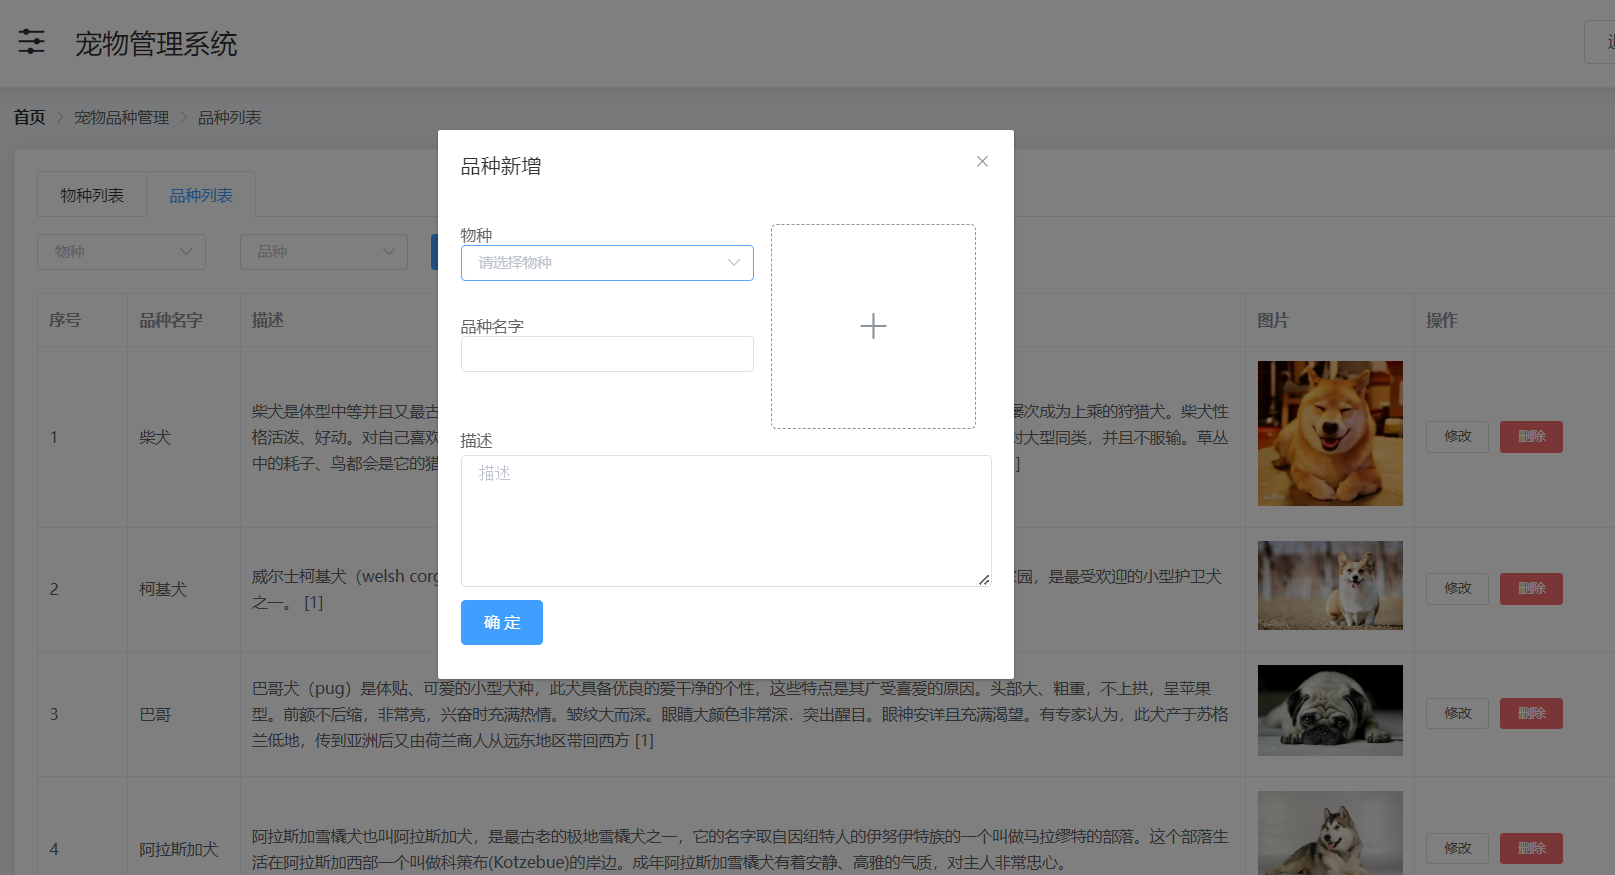 宠物管理系统
首页 宠物品种管理 品种列表
物种列表 品种列表
物种 品种
序号 品种名字 描述 图片 操作
品种新增
物种
请选择物种
品种名字
描述
描述
确 定
1 柴犬
柴犬是体型中等并且又最古 屡次成为上乘的狩猎犬。柴犬性
格活泼、好动。对自己喜欢 对大型同类，并且不服输。草丛
中的耗子、鸟都会是它的猎 ]
修改 删除
2 柯基犬
威尔士柯基犬（welsh corg 家园，是最受欢迎的小型护卫犬
之一。 [1]
修改 删除
3 巴哥
巴哥犬（pug）是体贴、可爱的小型犬种，此犬具备优良的爱干净的个性，这些特点是其广受喜爱的原因。头部大、粗重，不上拱，呈苹果
型。前额不后缩，非常亮，兴奋时充满热情。皱纹大而深。眼睛大颜色非常深．突出醒目。眼神安详且充满渴望。有专家认为，此犬产于苏格
兰低地，传到亚洲后又由荷兰商人从远东地区带回西方 [1]
修改 删除
4 阿拉斯加犬
阿拉斯加雪橇犬也叫阿拉斯加犬，是最古老的极地雪橇犬之一，它的名字取自因纽特人的伊努伊特族的一个叫做马拉缪特的部落。这个部落生
活在阿拉斯加西部一个叫做科策布(Kotzebue)的岸边。成年阿拉斯加雪橇犬有着安静、高雅的气质，对主人非常忠心。
修改 删除